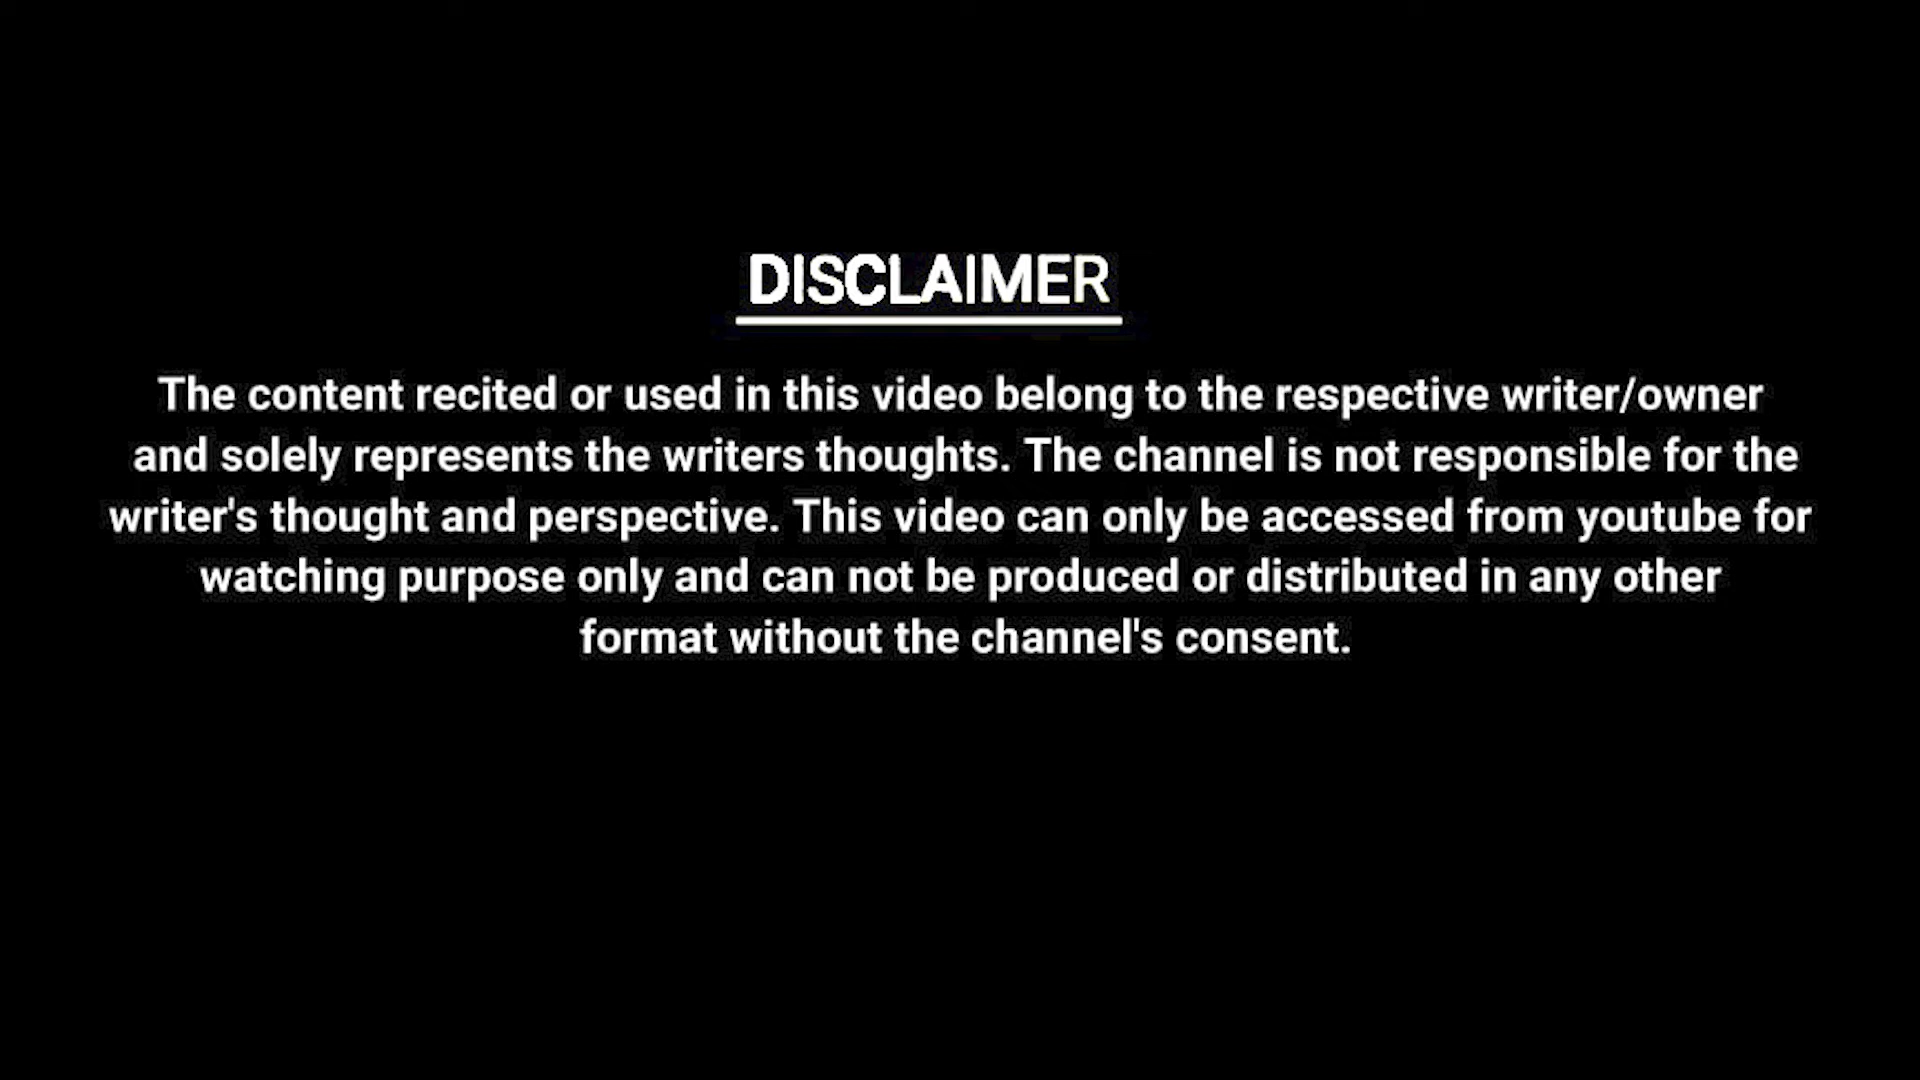 DISCLAIMER
The content recited or used in this video belong to the respective writer/owner
and solely represents the writers thoughts. The channel is not responsible for the
writer's thought and perspective. This video can only be accessed from youtube for
watching purpose only and can not be produced or distributed in any other
format without the channel's consent.